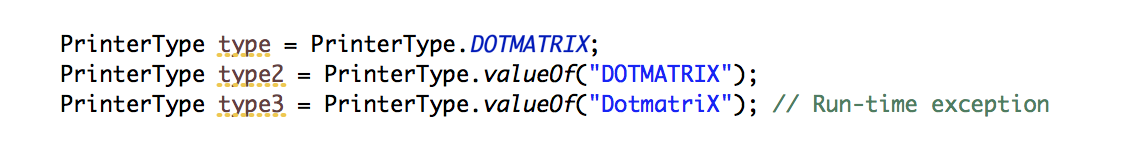 PrinterType type = PrinterType.DOTMATRIX;
PrinterType type2 = PrinterType.valueOf("DOTMATRIX");
PrinterType type3 = PrinterType.valueOf("DotmatriX"); // Run-time exception